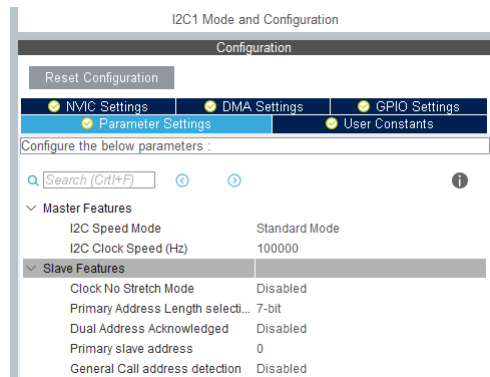 I2C1 Mode and Configuration
Configuration
Reset Configuration
NVIC Settings DMA Settings GPIO Settings
Parameter Settings User Constants
Configure the below parameters :
Search (Crtl+F)
Master Features
I2C Speed Mode Standard Mode
I2C Clock Speed (Hz) 100000
Slave Features
Clock No Stretch Mode Disabled
Primary Address Length selecti... 7-bit
Dual Address Acknowledged Disabled
Primary slave address 0
General Call address detection Disabled